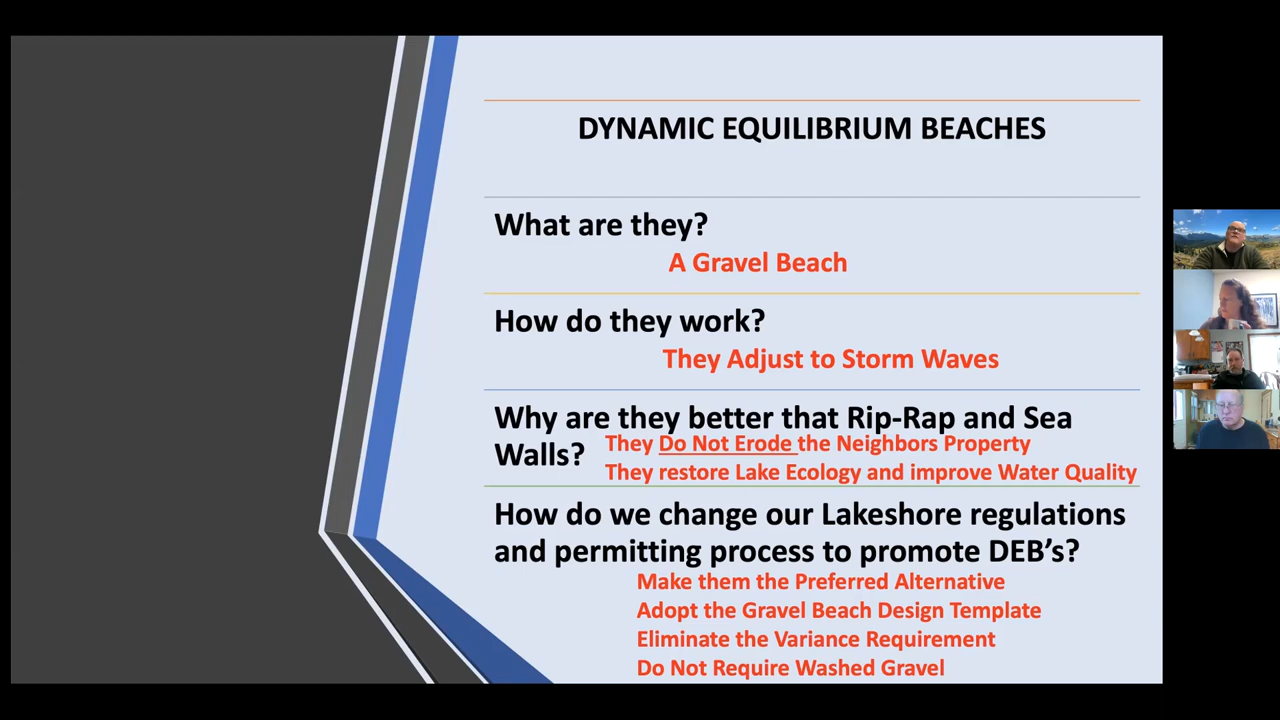 DYNAMIC EQUILIBRIUM BEACHES
What are they?
A Gravel Beach
How do they work?
They Adjust to Storm Waves
Why are they better that Rip-Rap and Sea
Walls?
They Do Not Erode the Neighbors Property
They restore Lake Ecology and improve Water Quality
How do we change our Lakeshore regulations
and permitting process to promote DEB's?
Make them the Preferred Alternative
Adopt the Gravel Beach Design Template
Eliminate the Variance Requirement
Do Not Require Washed Gravel